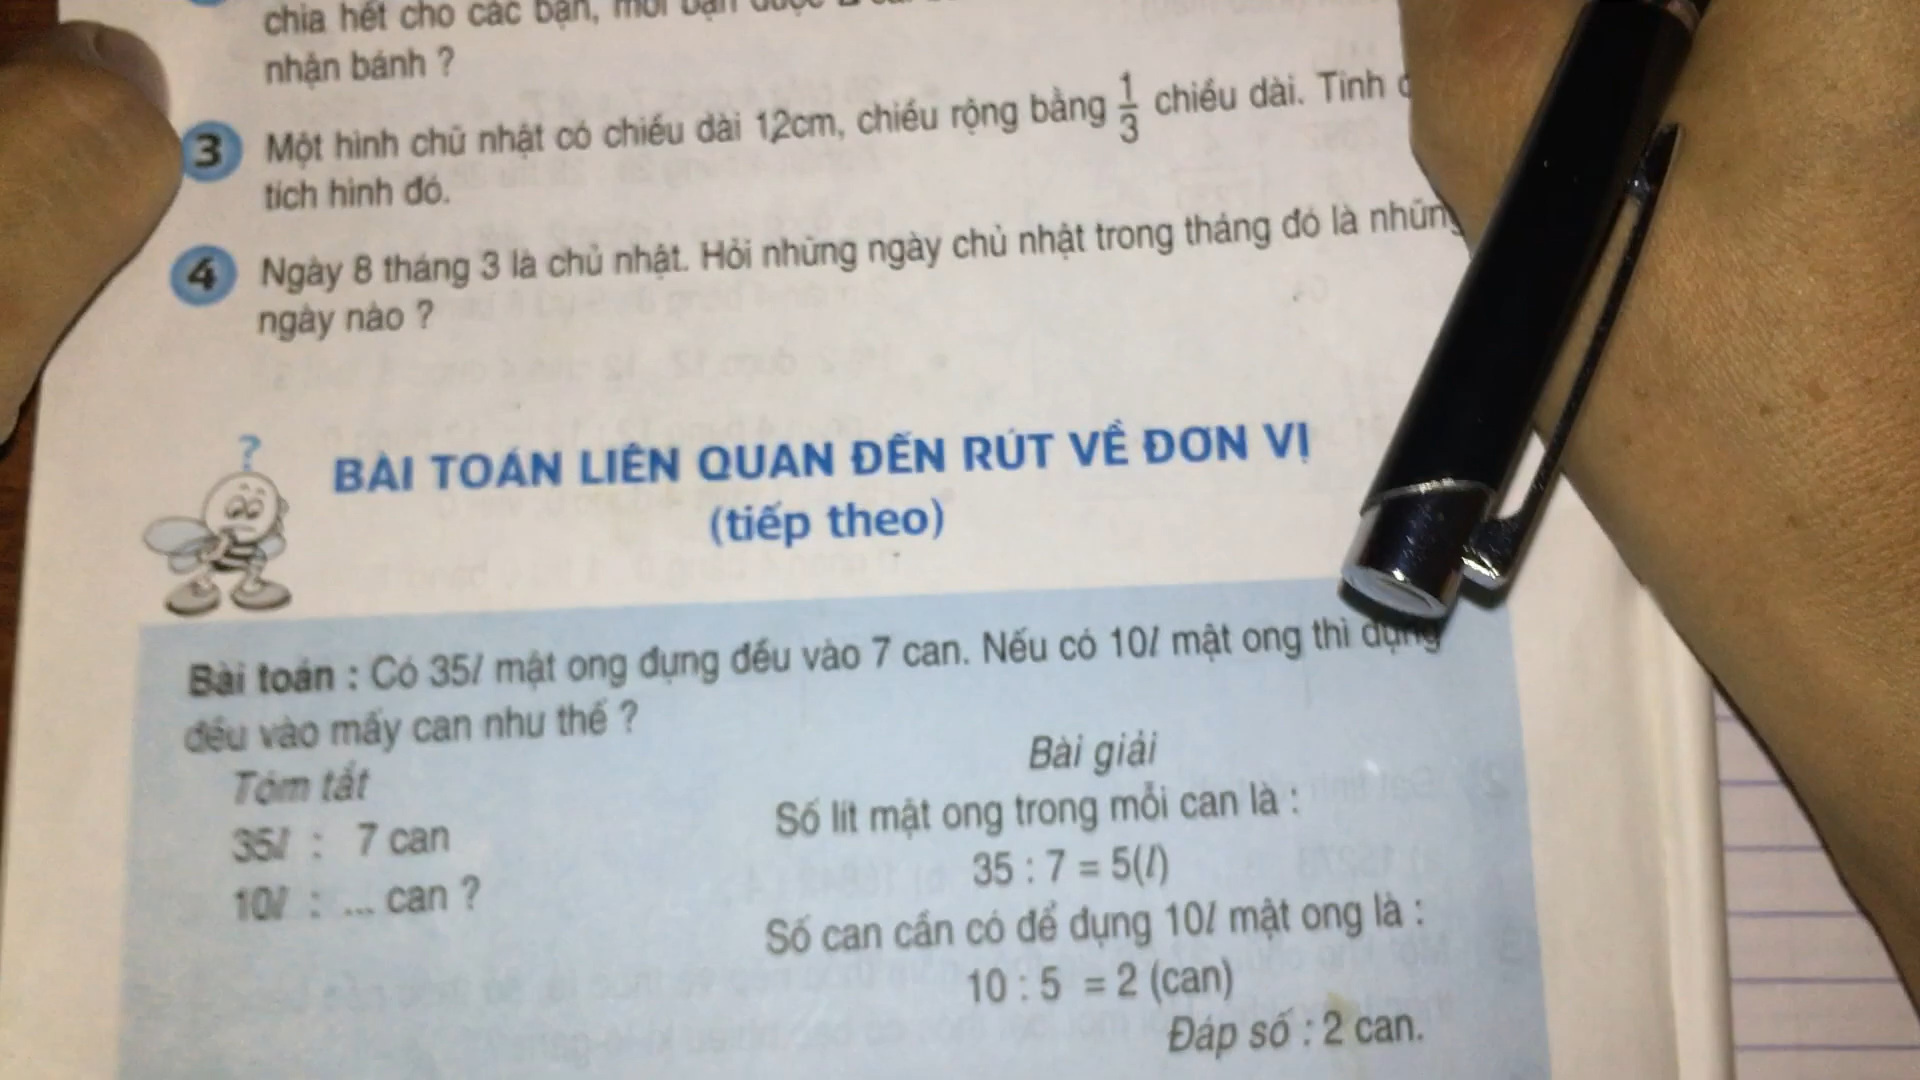 chia hết cho các bạn, mỗi bạn được
nhận bánh ?
3 Một hình chữ nhật có chiều dài 12cm, chiều rộng bằng 1/3 chiều dài. Tính
tích hình đó.
4 Ngày 8 tháng 3 là chủ nhật. Hỏi những ngày chủ nhật trong tháng đó là những
ngày nào ?
?
BÀI TOÁN LIÊN QUAN ĐẾN RÚT VỀ ĐƠN VỊ
(tiếp theo)
Bài toán : Có 35l mật ong đựng đều vào 7 can. Nếu có 10l mật ong thì đựng
đều vào mấy can như thế ?
Tóm tắt
35l : 7 can
10l : ... can ?
Bài giải
Số lít mật ong trong mỗi can là :
35 : 7 = 5(l)
Số can cần có để đựng 10l mật ong là :
10 : 5 = 2 (can)
Đáp số : 2 can.